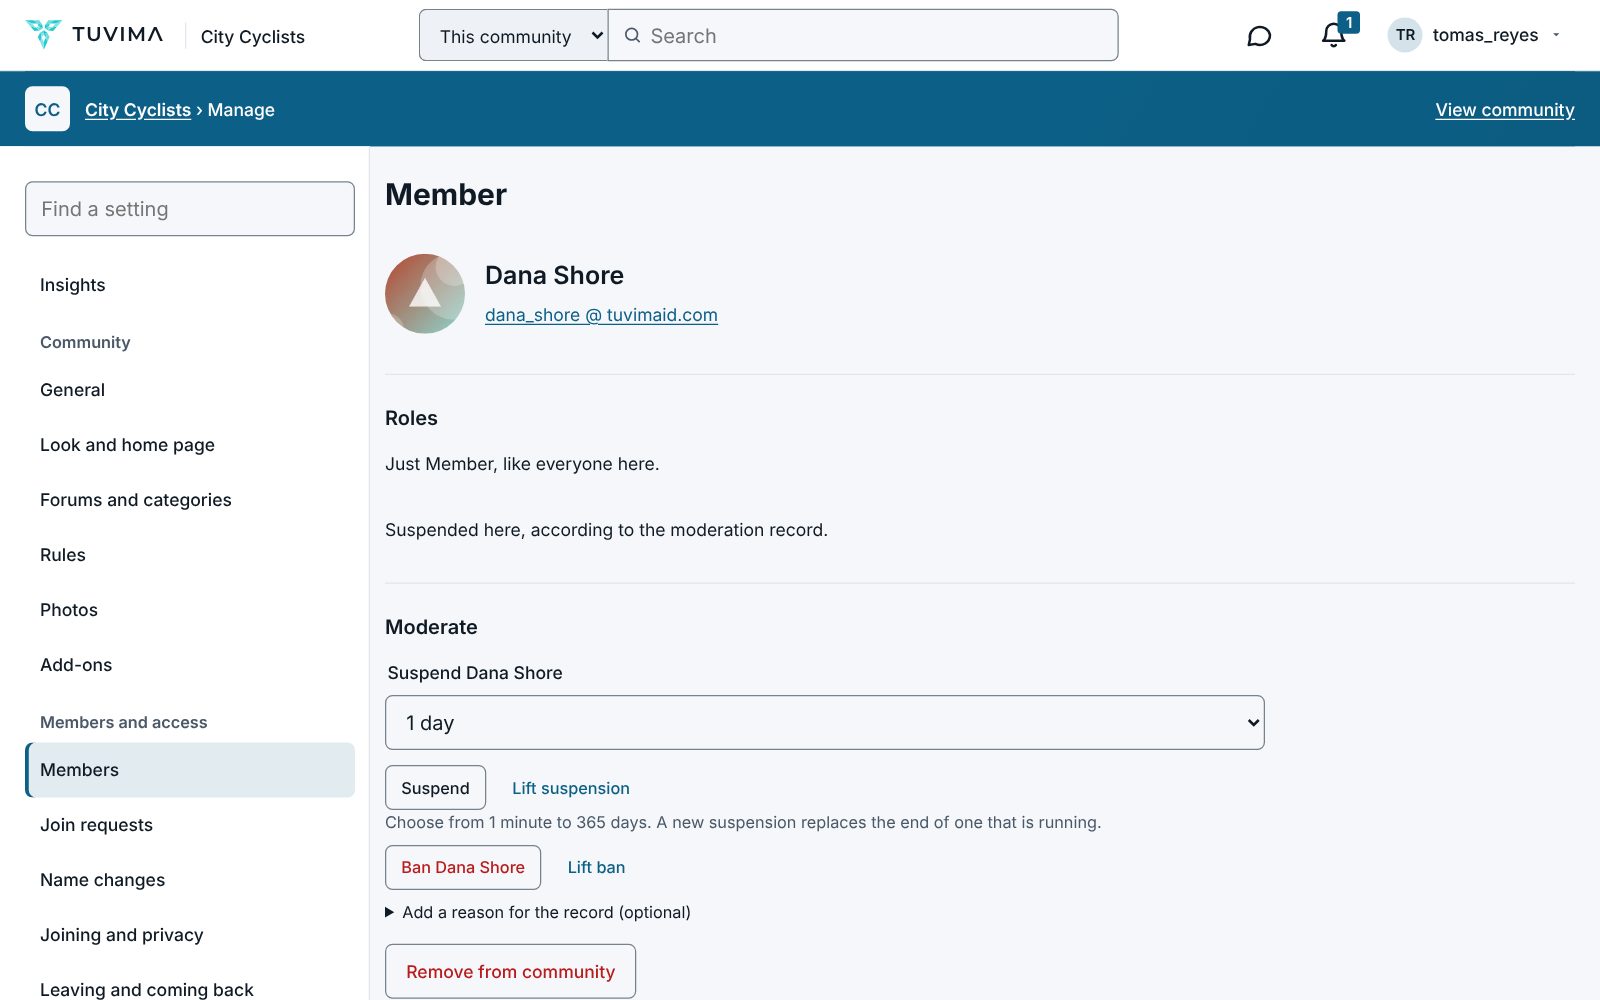 TUVIMA
City Cyclists
This community
Search
1
TR
tomas_reyes
CC
City Cyclists › Manage
View community
Find a setting
Insights
Community
General
Look and home page
Forums and categories
Rules
Photos
Add-ons
Members and access
Members
Join requests
Name changes
Joining and privacy
Leaving and coming back
Member
Dana Shore
dana_shore @ tuvimaid.com
Roles
Just Member, like everyone here.
Suspended here, according to the moderation record.
Moderate
Suspend Dana Shore
1 day
Suspend
Lift suspension
Choose from 1 minute to 365 days. A new suspension replaces the end of one that is running.
Ban Dana Shore
Lift ban
Add a reason for the record (optional)
Remove from community